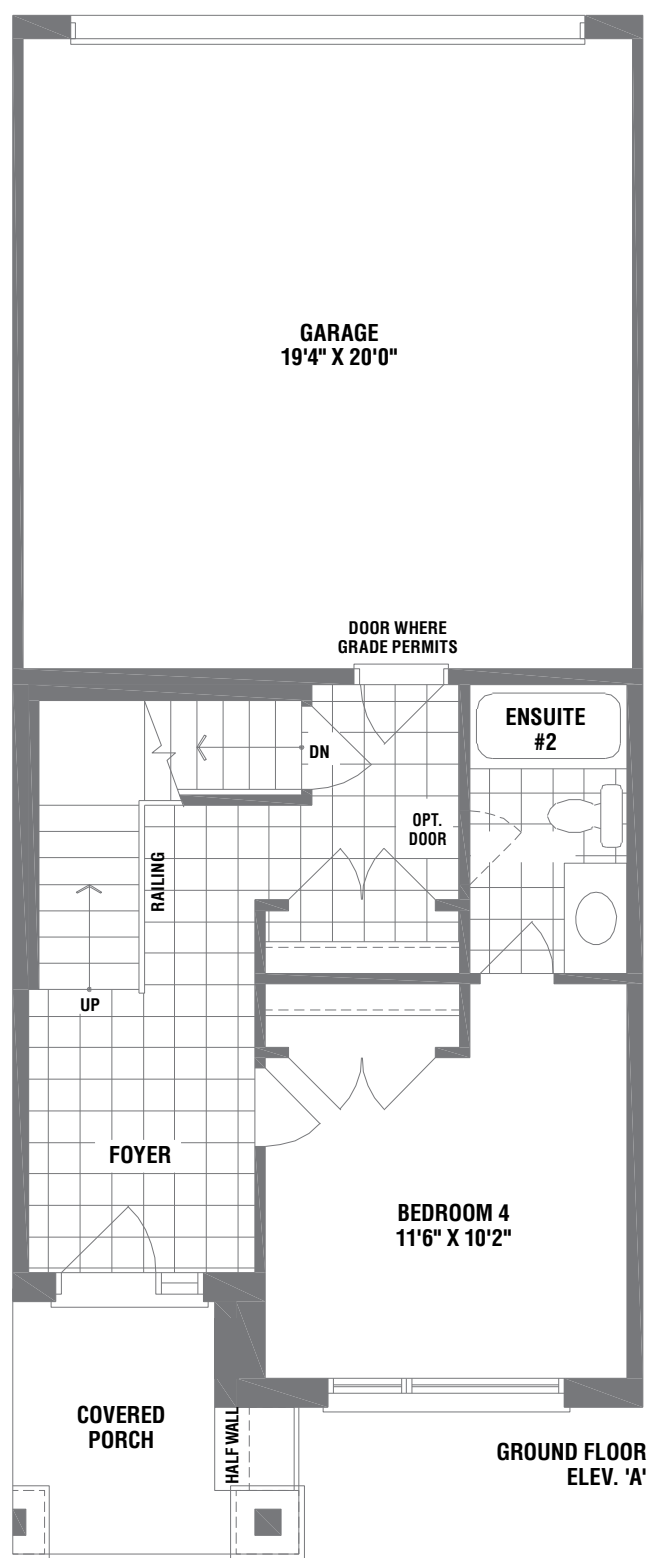 GARAGE
19'4" X 20'0"
DOOR WHERE
GRADE PERMITS
ENSUITE
#2
DN
OPT.
DOOR
RAILING
UP
FOYER
BEDROOM 4
11'6" X 10'2"
COVERED
PORCH
HALF WALL
GROUND FLOOR
ELEV. 'A'